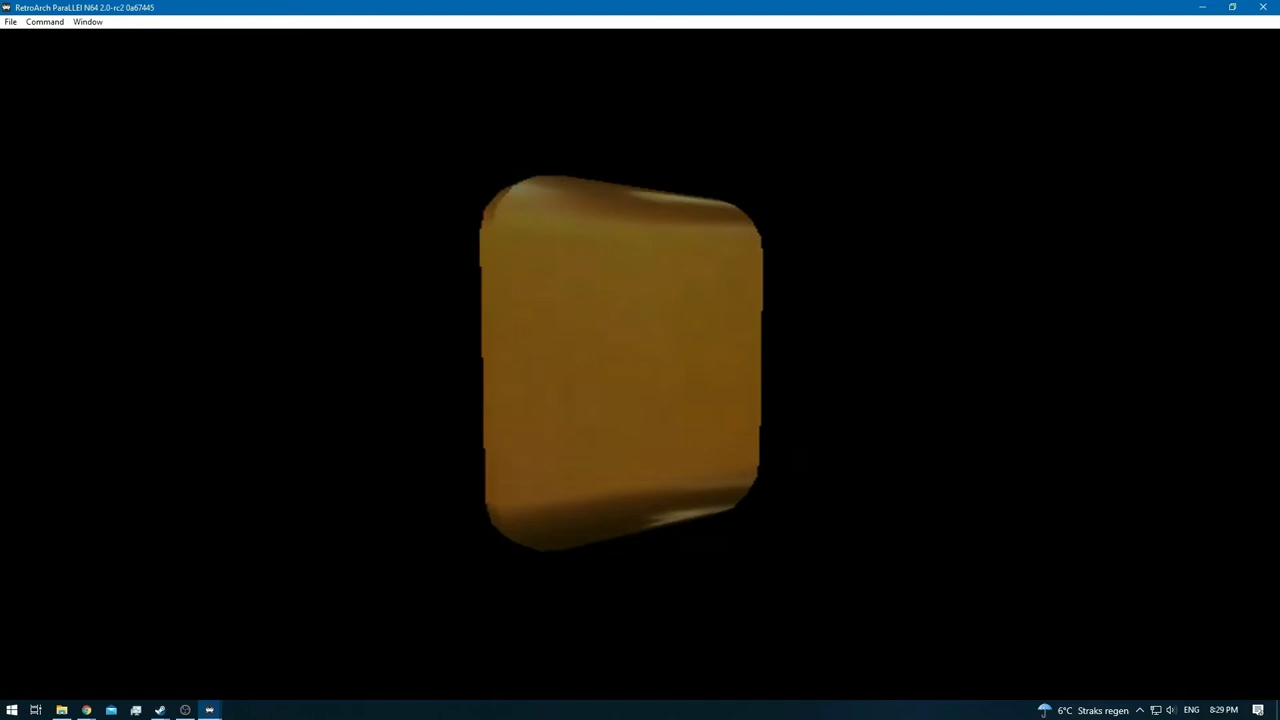 RetroArch ParaLLEl N64 2.0-rc2 0a67445
File Command Window
6°C Straks regen ENG 8:29 PM